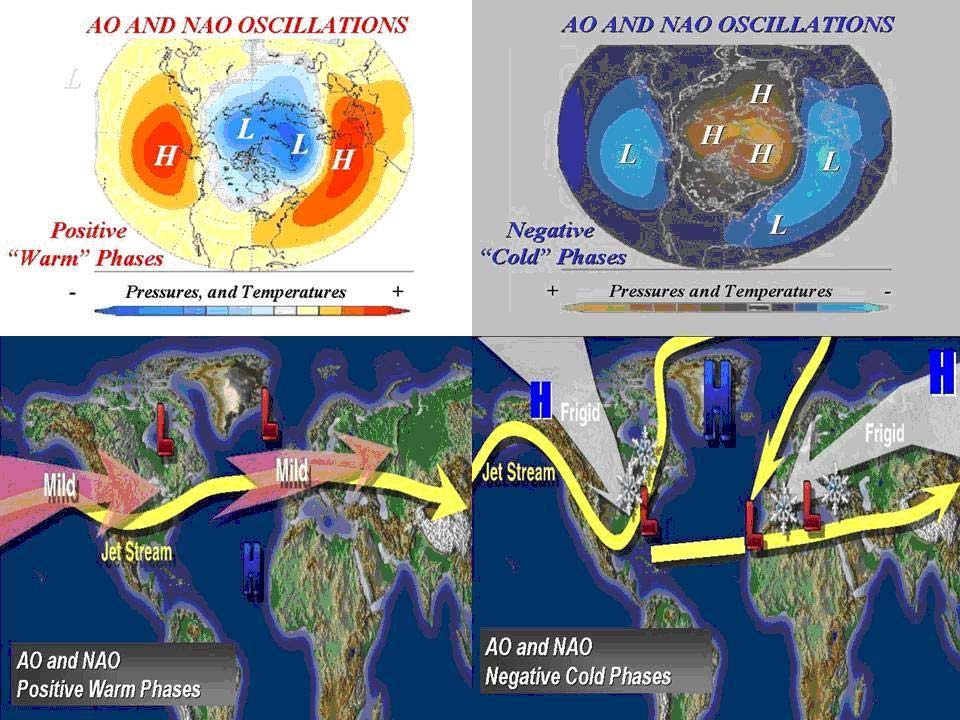 AO AND NAO OSCILLATIONS
L
L
L
H
H
Positive
“Warm” Phases
- Pressures, and Temperatures +
AO AND NAO OSCILLATIONS
H
H
H
L
L
L
Negative
“Cold” Phases
+ Pressures and Temperatures -
L
L
Mild
Mild
Jet Stream
H
AO and NAO
Positive Warm Phases
H
H
H
Frigid
Frigid
Jet Stream
L
L
L
AO and NAO
Negative Cold Phases